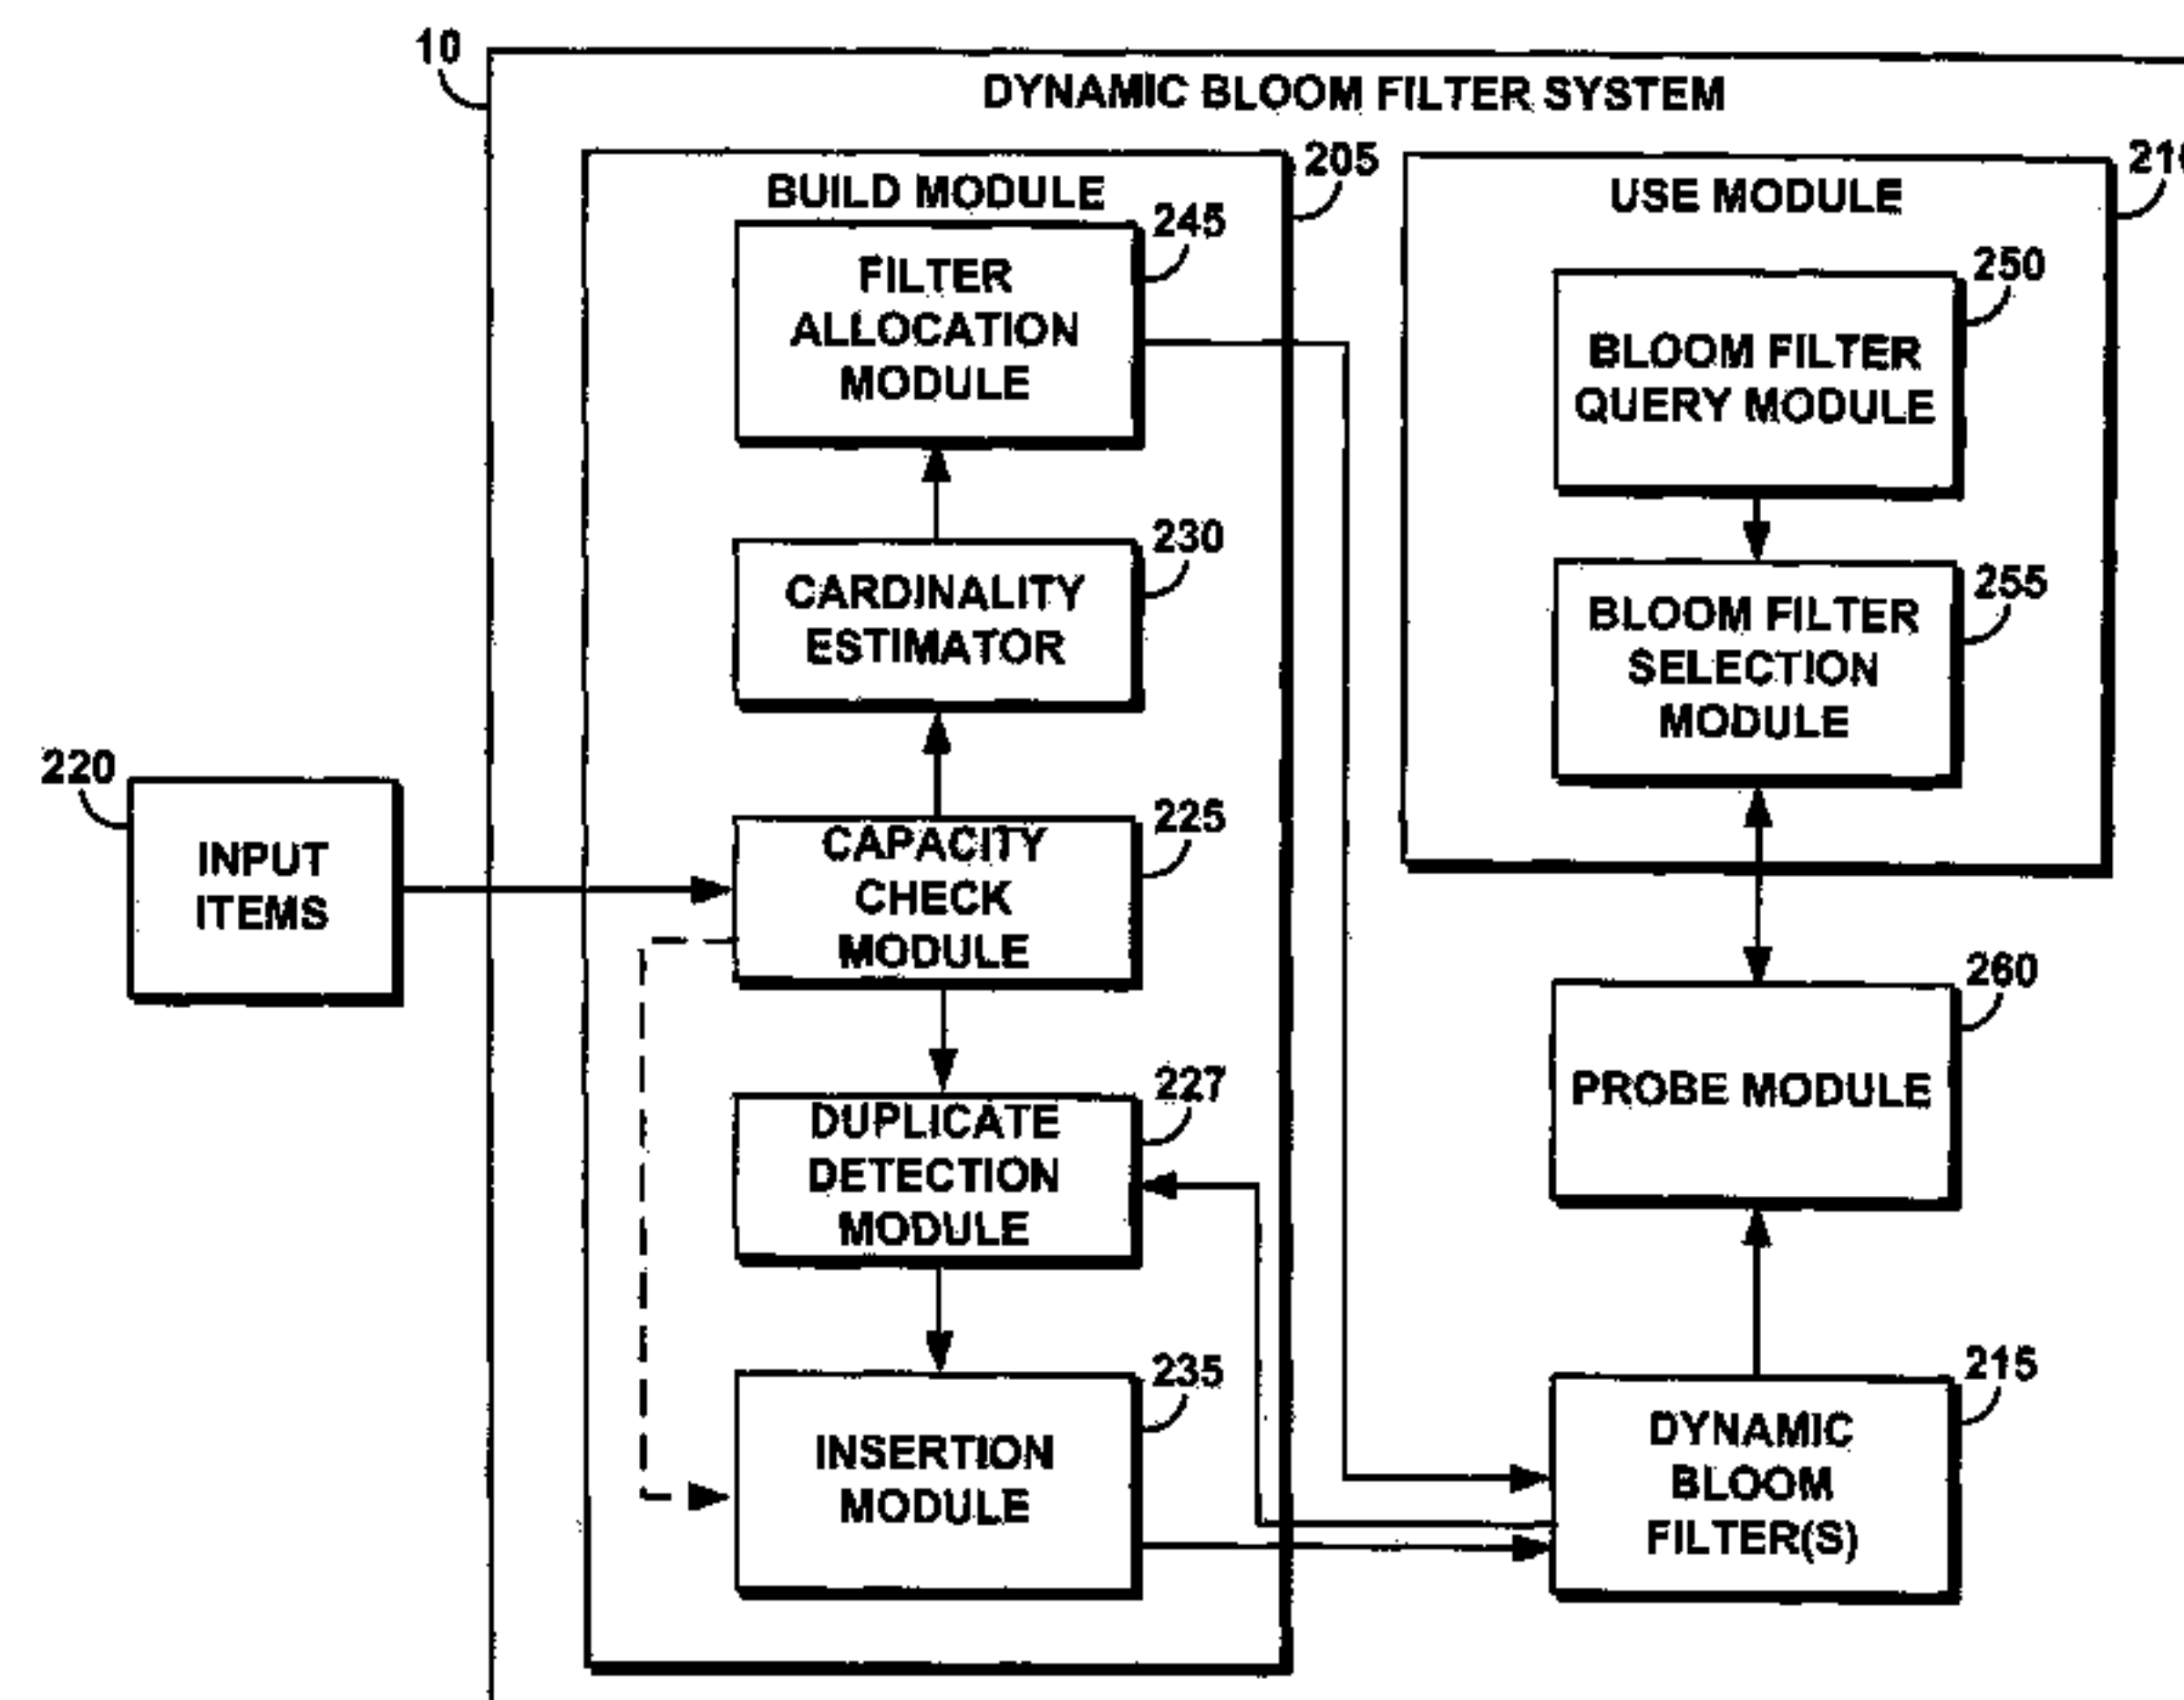 10
DYNAMIC BLOOM FILTER SYSTEM
205
BUILD MODULE
245
FILTER
ALLOCATION
MODULE
230
CARDINALITY
ESTIMATOR
220
INPUT
ITEMS
225
CAPACITY
CHECK
MODULE
227
DUPLICATE
DETECTION
MODULE
235
INSERTION
MODULE
USE MODULE
250
BLOOM FILTER
QUERY MODULE
255
BLOOM FILTER
SELECTION
MODULE
260
PROBE MODULE
215
DYNAMIC
BLOOM
FILTER(S)